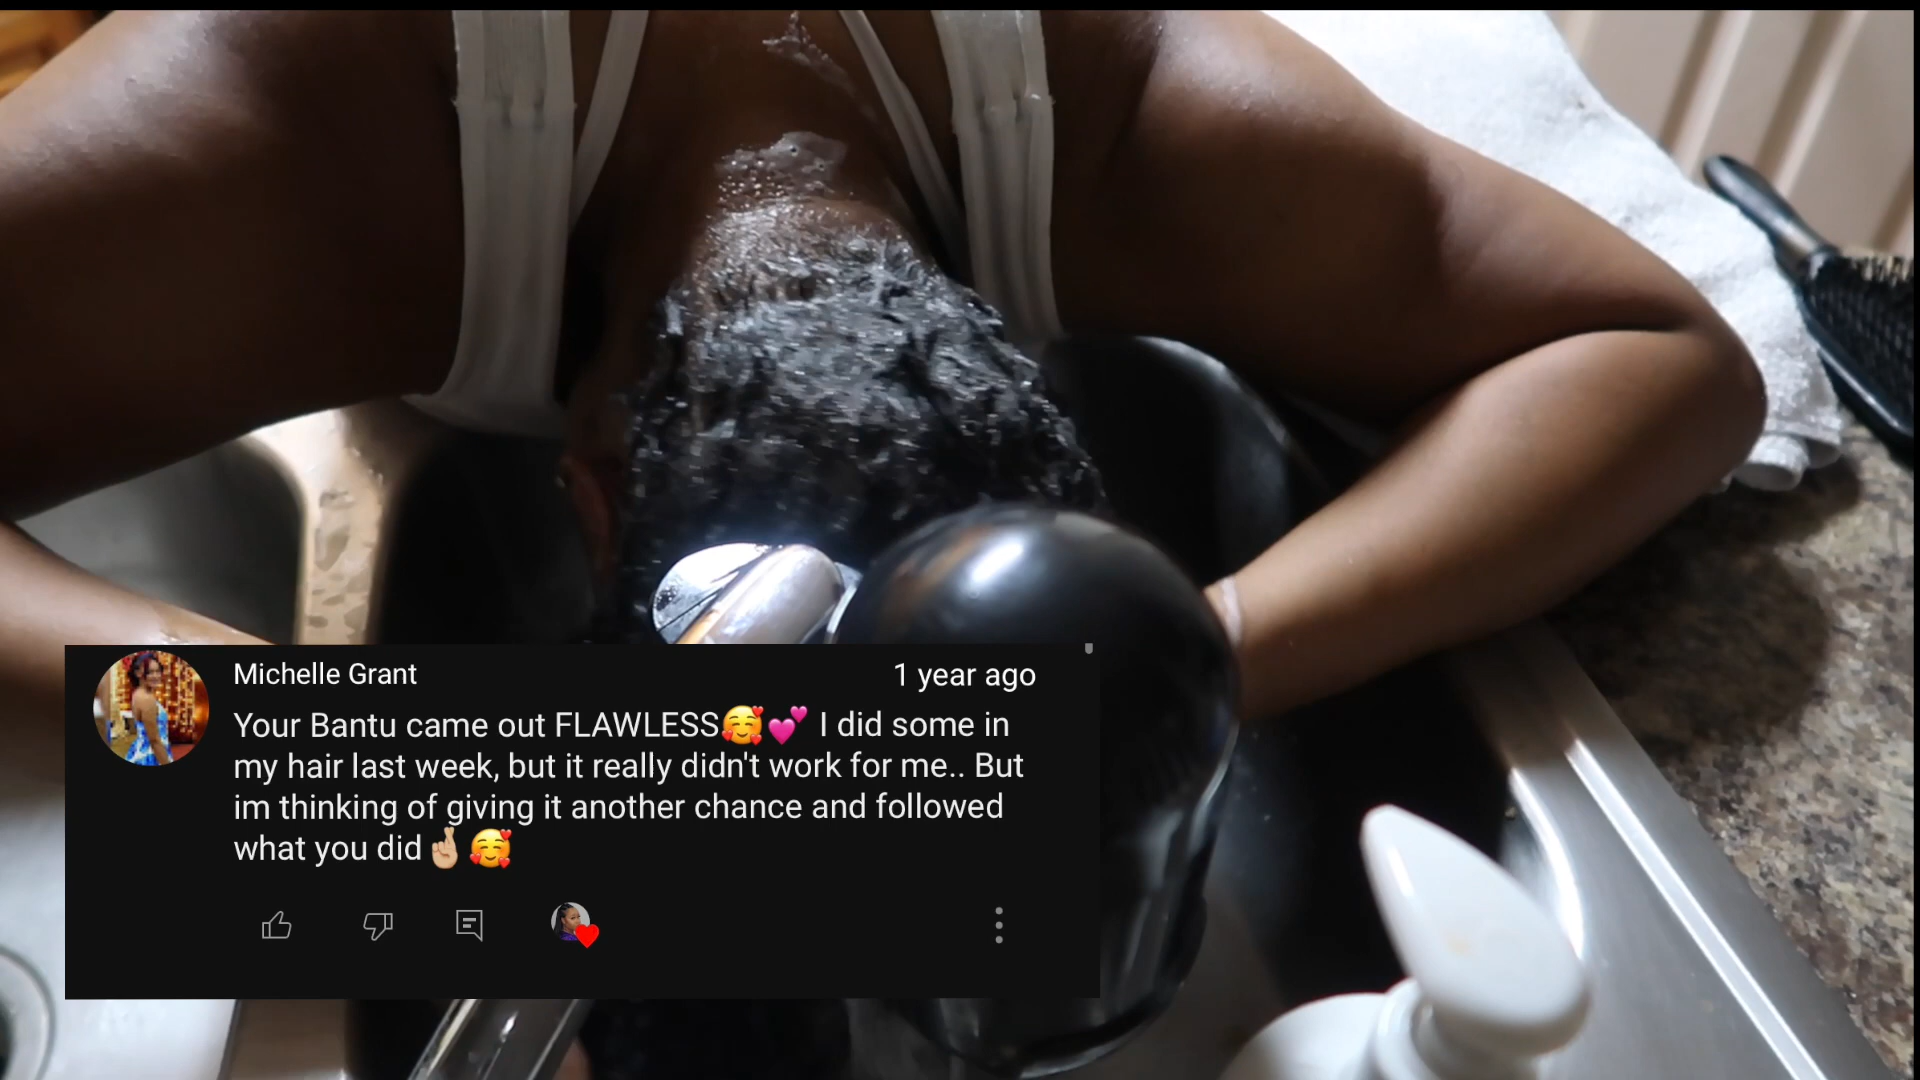 Michelle Grant 1 year ago
Your Bantu came out FLAWLESS🥰💕 I did some in
my hair last week, but it really didn't work for me.. But
im thinking of giving it another chance and followed
what you did🤞🏼🥰